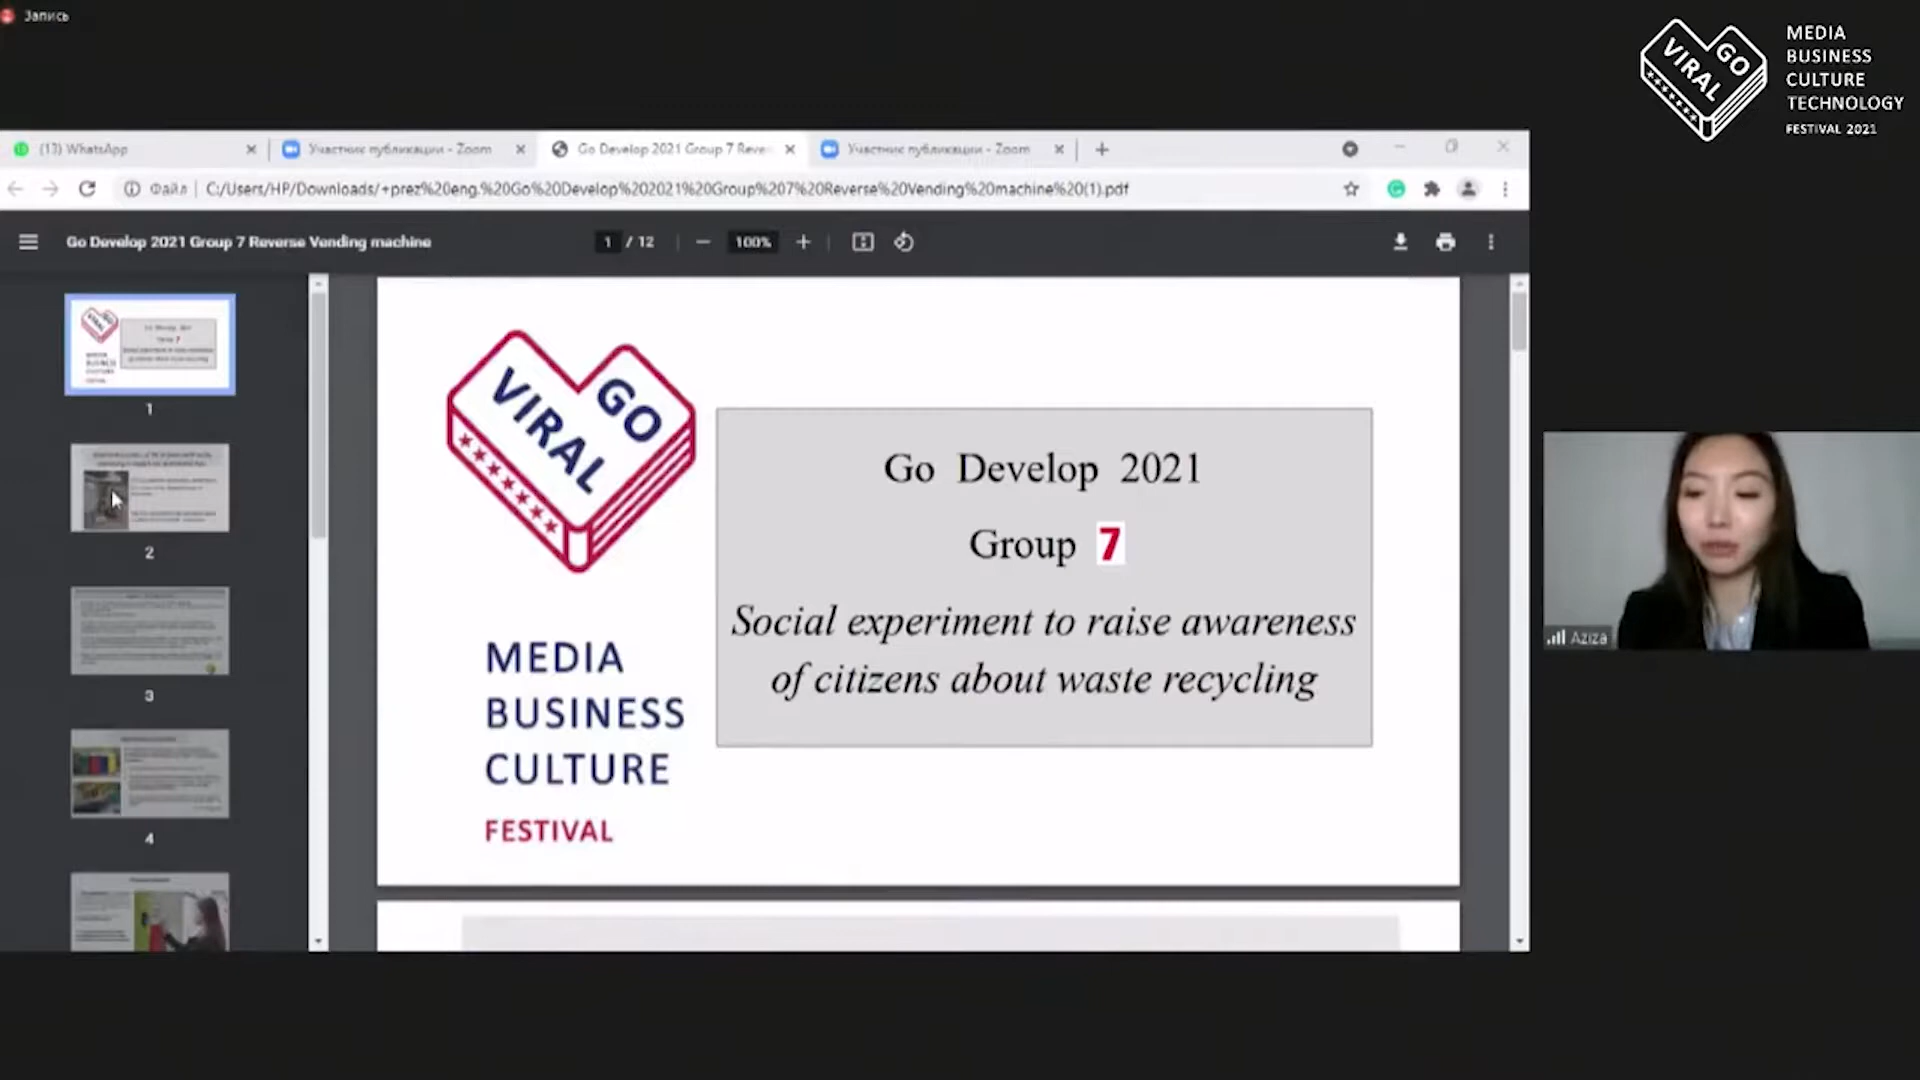 Запись
VIRAL GO
MEDIA
BUSINESS
CULTURE
TECHNOLOGY
FESTIVAL 2021
(13) WhatsApp
Участник публикации - Zoom
Go Develop 2021 Group 7 Rever
Участник публикации - Zoom
Файл
C:/Users/HP/Downloads/+prez%20eng.%20Go%20Develop%202021%20Group%207%20Reverse%20Vending%20machine%20(1).pdf
Go Develop 2021 Group 7 Reverse Vending machine
1 / 12
100%
1
2
3
4
VIRAL GO
MEDIA
BUSINESS
CULTURE
FESTIVAL
Go Develop 2021
Group 7
Social experiment to raise awareness
of citizens about waste recycling
Aziza